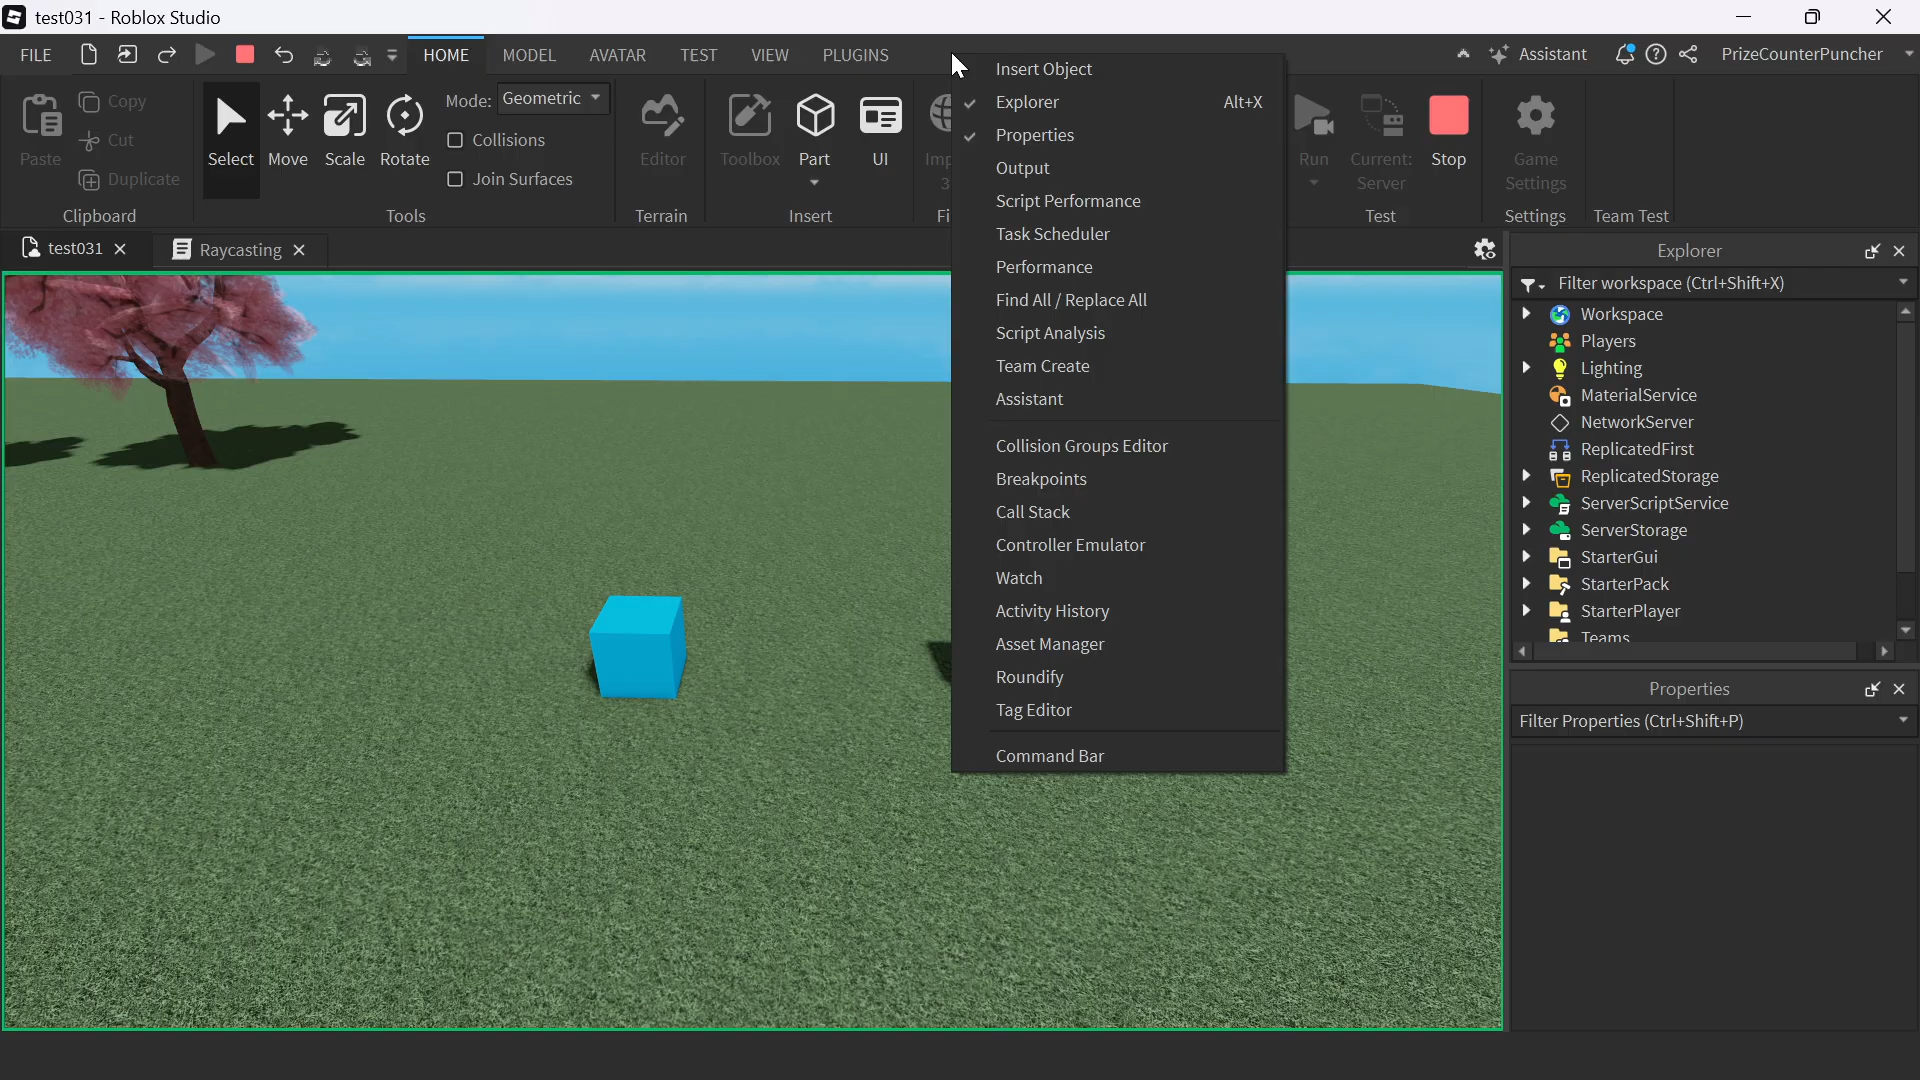 test031 - Roblox Studio
FILE
HOME
MODEL
AVATAR
TEST
VIEW
PLUGINS
Assistant
PrizeCounterPuncher
Paste
Copy
Cut
Duplicate
Clipboard
Select
Move
Scale
Rotate
Mode: Geometric
Collisions
Join Surfaces
Tools
Editor
Terrain
Toolbox
Part
UI
Insert
Imp
3
Fi
Run
Current:
Server
Stop
Test
Game
Settings
Settings
Team Test
test031
Raycasting
Insert Object
Explorer Alt+X
Properties
Output
Script Performance
Task Scheduler
Performance
Find All / Replace All
Script Analysis
Team Create
Assistant
Collision Groups Editor
Breakpoints
Call Stack
Controller Emulator
Watch
Activity History
Asset Manager
Roundify
Tag Editor
Command Bar
Explorer
Filter workspace (Ctrl+Shift+X)
Workspace
Players
Lighting
MaterialService
NetworkServer
ReplicatedFirst
ReplicatedStorage
ServerScriptService
ServerStorage
StarterGui
StarterPack
StarterPlayer
Teams
Properties
Filter Properties (Ctrl+Shift+P)